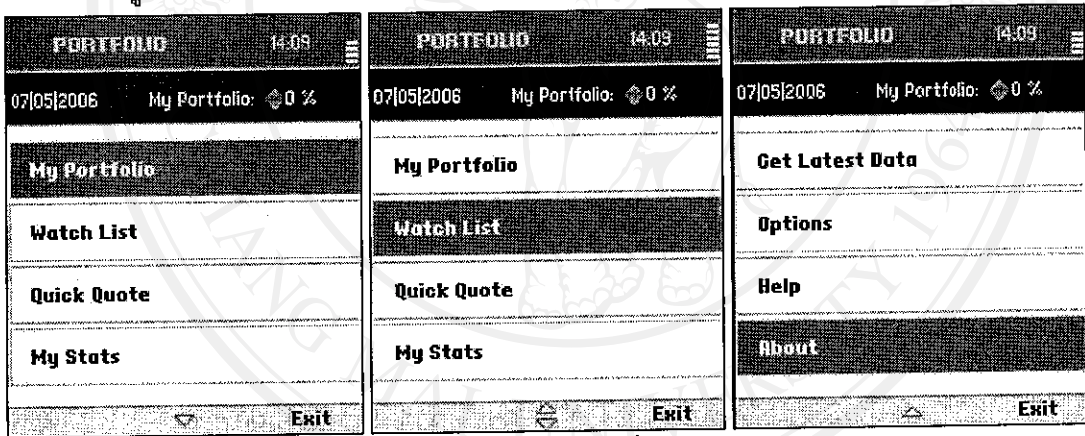 PORTFOLIO 14:09
07|05|2006 My Portfolio: 0 %
My Portfolio
Watch List
Quick Quote
My Stats
Exit
PORTFOLIO 14:09
07|05|2006 My Portfolio: 0 %
My Portfolio
Watch List
Quick Quote
My Stats
Exit
PORTFOLIO 14:09
07|05|2006 My Portfolio: 0 %
Get Latest Data
Options
Help
About
Exit